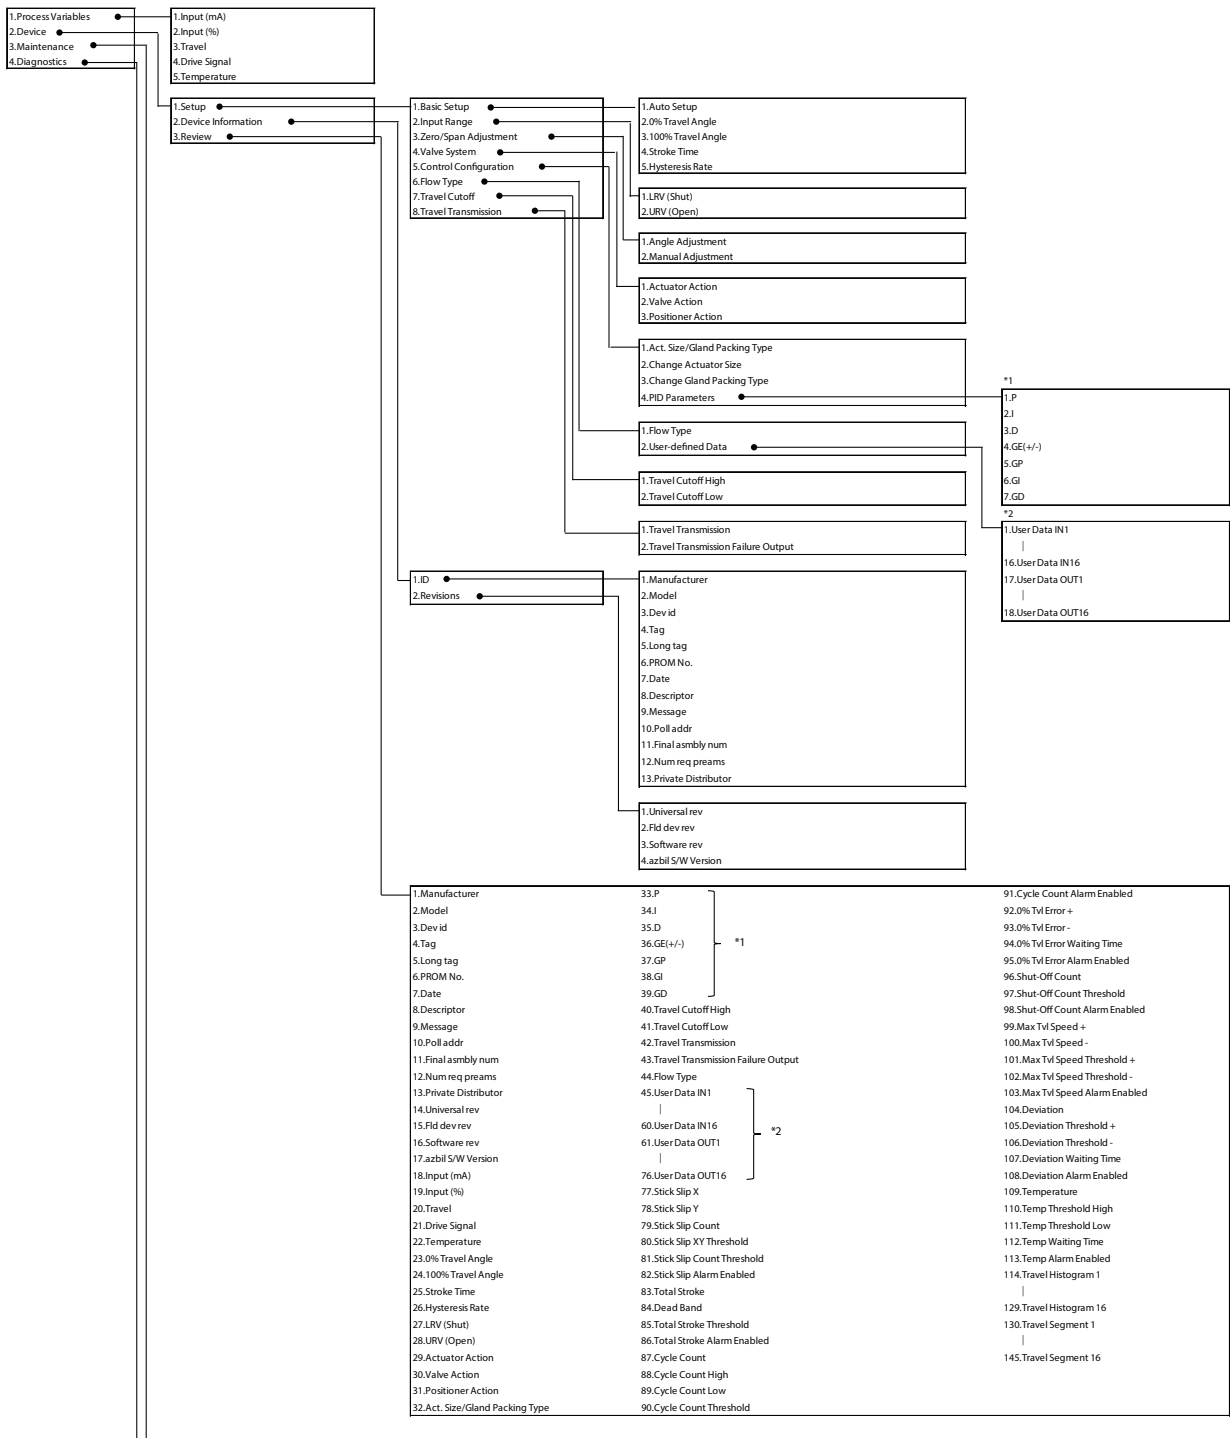 1.Process Variables
2.Device
3.Maintenance
4.Diagnostics
1.Input (mA)
2.Input (%)
3.Travel
4.Drive Signal
5.Temperature
1.Setup
2.Device Information
3.Review
1.Basic Setup
2.Input Range
3.Zero/Span Adjustment
4.Valve System
5.Control Configuration
6.Flow Type
7.Travel Cutoff
8.Travel Transmission
1.Auto Setup
2.0% Travel Angle
3.100% Travel Angle
4.Stroke Time
5.Hysteresis Rate
1.LRV (Shut)
2.URV (Open)
1.Angle Adjustment
2.Manual Adjustment
1.Actuator Action
2.Valve Action
3.Positioner Action
1.Act. Size/Gland Packing Type
2.Change Actuator Size
3.Change Gland Packing Type
4.PID Parameters
*1
1.P
2.I
3.D
4.GE(+/-)
5.GP
6.GI
7.GD
1.Flow Type
2.User-defined Data
1.Travel Cutoff High
2.Travel Cutoff Low
*2
1.User Data IN1
|
16.User Data IN16
17.User Data OUT1
|
18.User Data OUT16
1.Travel Transmission
2.Travel Transmission Failure Output
1.ID
2.Revisions
1.Manufacturer
2.Model
3.Dev id
4.Tag
5.Long tag
6.PROM No.
7.Date
8.Descriptor
9.Message
10.Poll addr
11.Final asmbly num
12.Num req preams
13.Private Distributor
1.Universal rev
2.Fld dev rev
3.Software rev
4.azbil S/W Version
1.Manufacturer
2.Model
3.Dev id
4.Tag
5.Long tag
6.PROM No.
7.Date
8.Descriptor
9.Message
10.Poll addr
11.Final asmbly num
12.Num req preams
13.Private Distributor
14.Universal rev
15.Fld dev rev
16.Software rev
17.azbil S/W Version
18.Input (mA)
19.Input (%)
20.Travel
21.Drive Signal
22.Temperature
23.0% Travel Angle
24.100% Travel Angle
25.Stroke Time
26.Hysteresis Rate
27.LRV (Shut)
28.URV (Open)
29.Actuator Action
30.Valve Action
31.Positioner Action
32.Act. Size/Gland Packing Type
33.P
34.I
35.D
36.GE(+/-)
37.GP
38.GI
39.GD
*1
40.Travel Cutoff High
41.Travel Cutoff Low
42.Travel Transmission
43.Travel Transmission Failure Output
44.Flow Type
45.User Data IN1
|
60.User Data IN16
61.User Data OUT1
|
76.User Data OUT16
*2
77.Stick Slip X
78.Stick Slip Y
79.Stick Slip Count
80.Stick Slip XY Threshold
81.Stick Slip Count Threshold
82.Stick Slip Alarm Enabled
83.Total Stroke
84.Dead Band
85.Total Stroke Threshold
86.Total Stroke Alarm Enabled
87.Cycle Count
88.Cycle Count High
89.Cycle Count Low
90.Cycle Count Threshold
91.Cycle Count Alarm Enabled
92.0% Tvl Error +
93.0% Tvl Error -
94.0% Tvl Error Waiting Time
95.0% Tvl Error Alarm Enabled
96.Shut-Off Count
97.Shut-Off Count Threshold
98.Shut-Off Count Alarm Enabled
99.Max Tvl Speed +
100.Max Tvl Speed -
101.Max Tvl Speed Threshold +
102.Max Tvl Speed Threshold -
103.Max Tvl Speed Alarm Enabled
104.Deviation
105.Deviation Threshold +
106.Deviation Threshold -
107.Deviation Waiting Time
108.Deviation Alarm Enabled
109.Temperature
110.Temp Threshold High
111.Temp Threshold Low
112.Temp Waiting Time
113.Temp Alarm Enabled
114.Travel Histogram 1
|
129.Travel Histogram 16
130.Travel Segment 1
|
145.Travel Segment 16